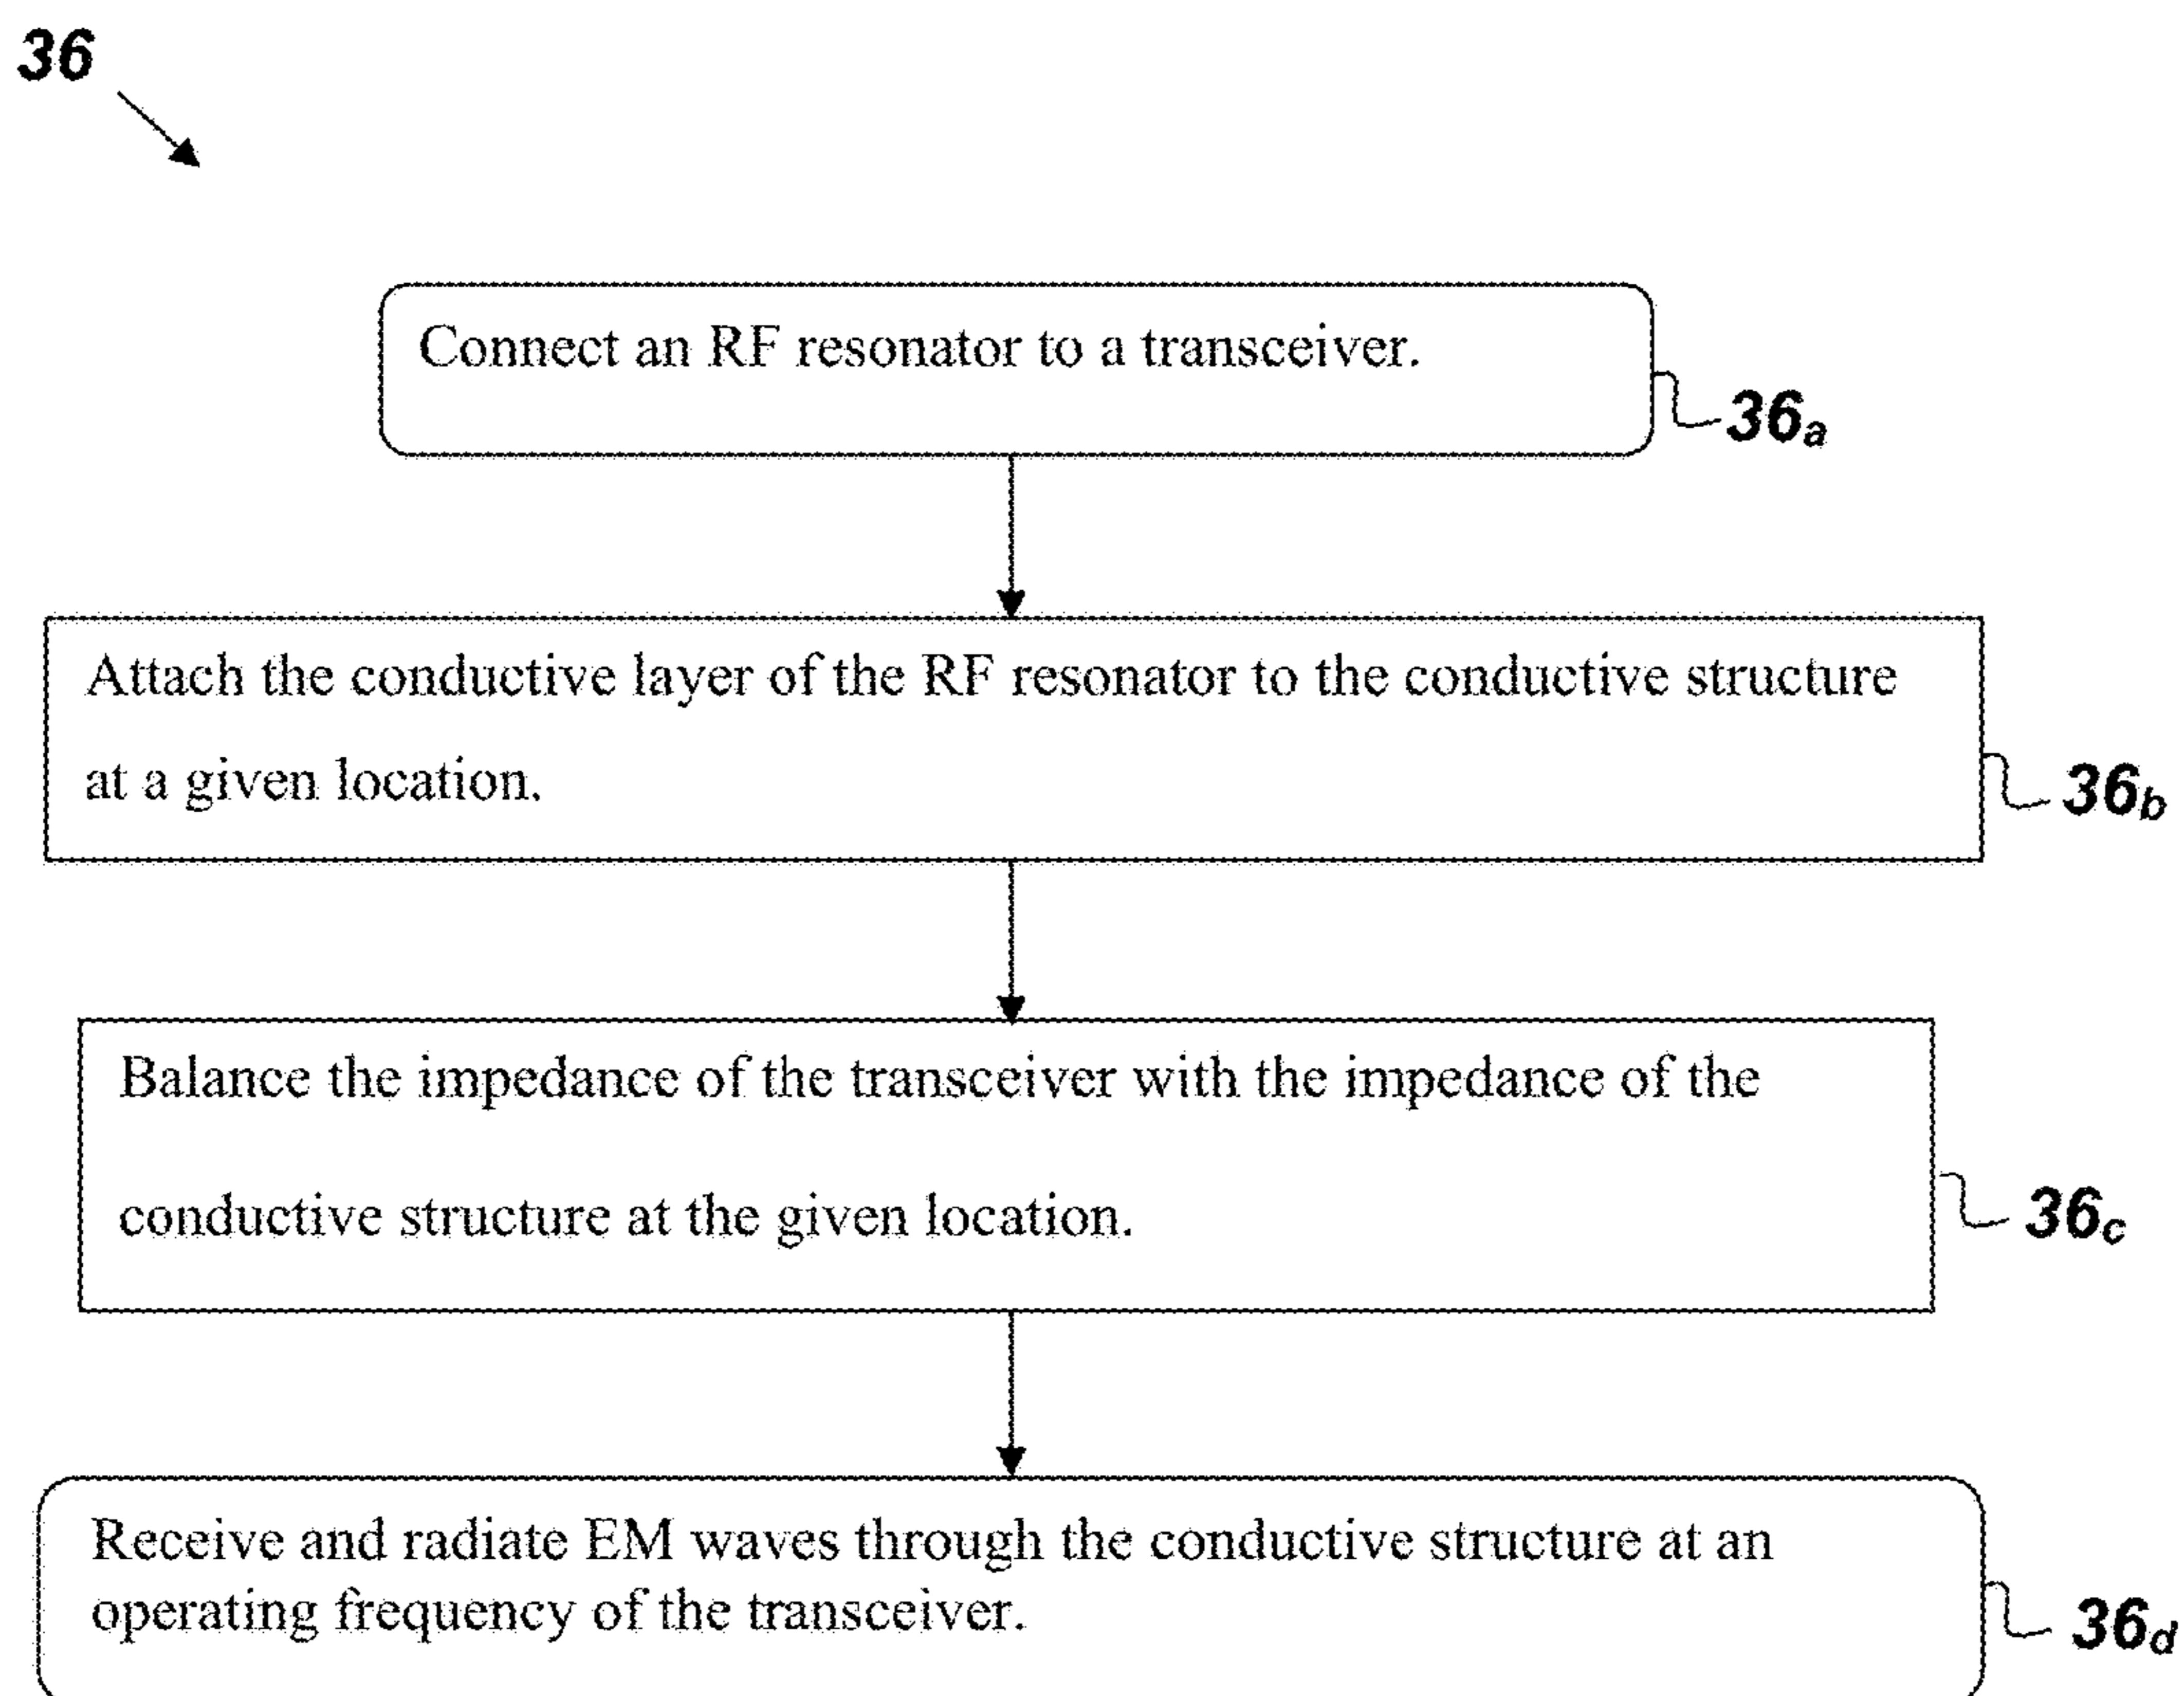 36
Connect an RF resonator to a transceiver.
36a
Attach the conductive layer of the RF resonator to the conductive structure
at a given location.
36b
Balance the impedance of the transceiver with the impedance of the
conductive structure at the given location.
36c
Receive and radiate EM waves through the conductive structure at an
operating frequency of the transceiver.
36d